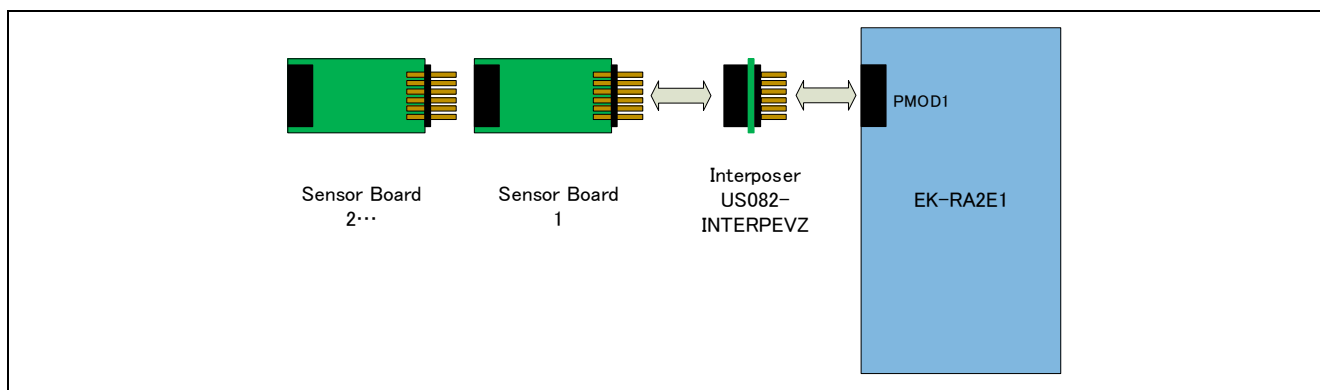 Sensor Board
2…
Sensor Board
1
Interposer
US082-
INTERPEVZ
PMOD1
EK-RA2E1